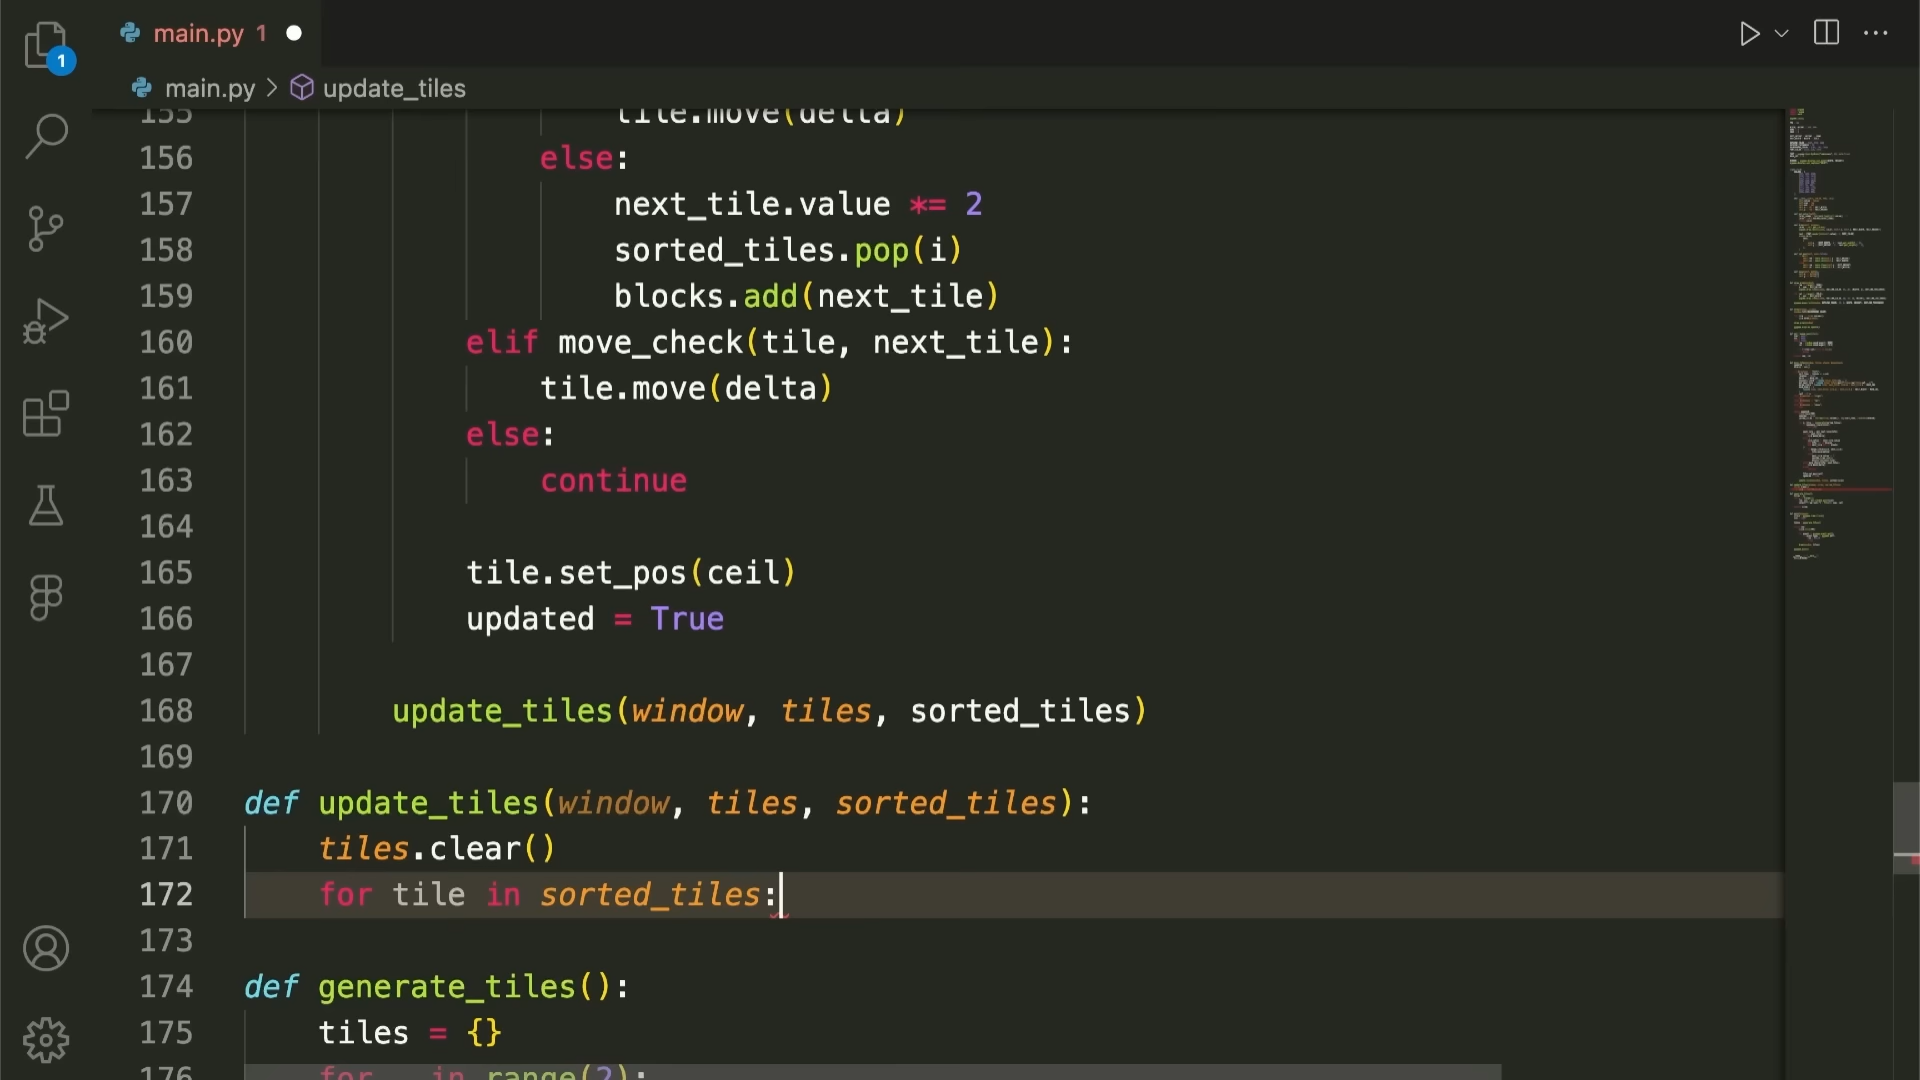 1
main.py 1
main.py > update_tiles
155 tile.move(delta)
156 else:
157 next_tile.value *= 2
158 sorted_tiles.pop(i)
159 blocks.add(next_tile)
160 elif move_check(tile, next_tile):
161 tile.move(delta)
162 else:
163 continue
164
165 tile.set_pos(ceil)
166 updated = True
167
168 update_tiles(window, tiles, sorted_tiles)
169
170 def update_tiles(window, tiles, sorted_tiles):
171 tiles.clear()
172 for tile in sorted_tiles:
173
174 def generate_tiles():
175 tiles = {}
176 for _ in range(2):